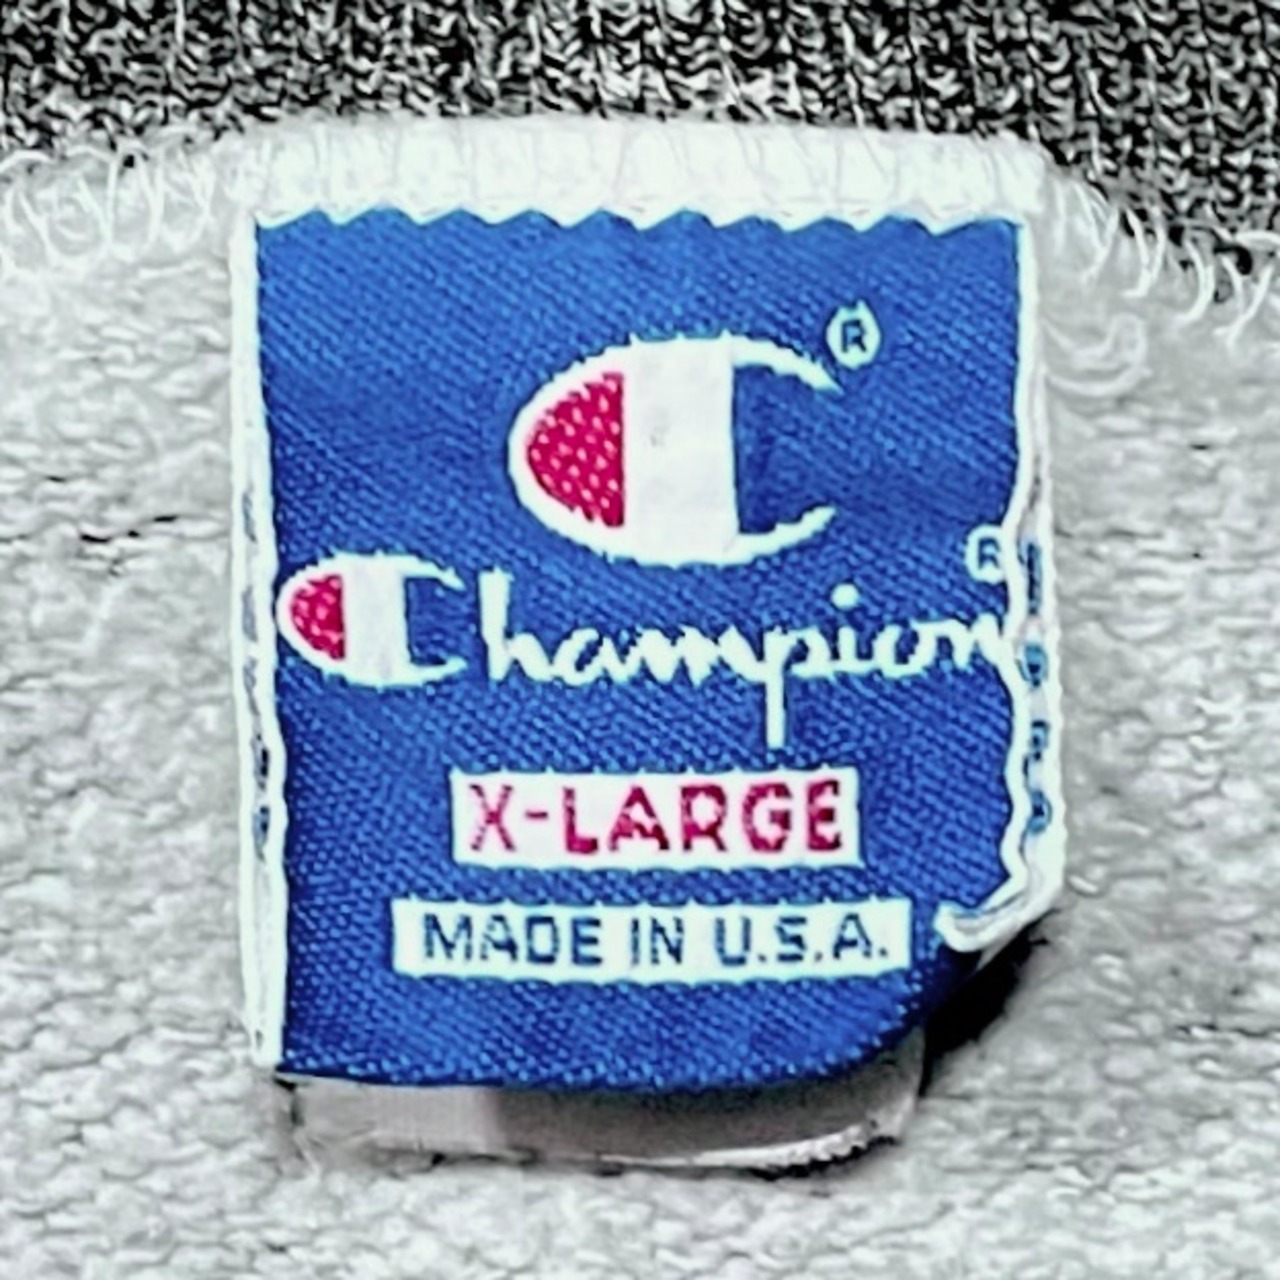 C®
Champion®
X-LARGE
MADE IN U.S.A.